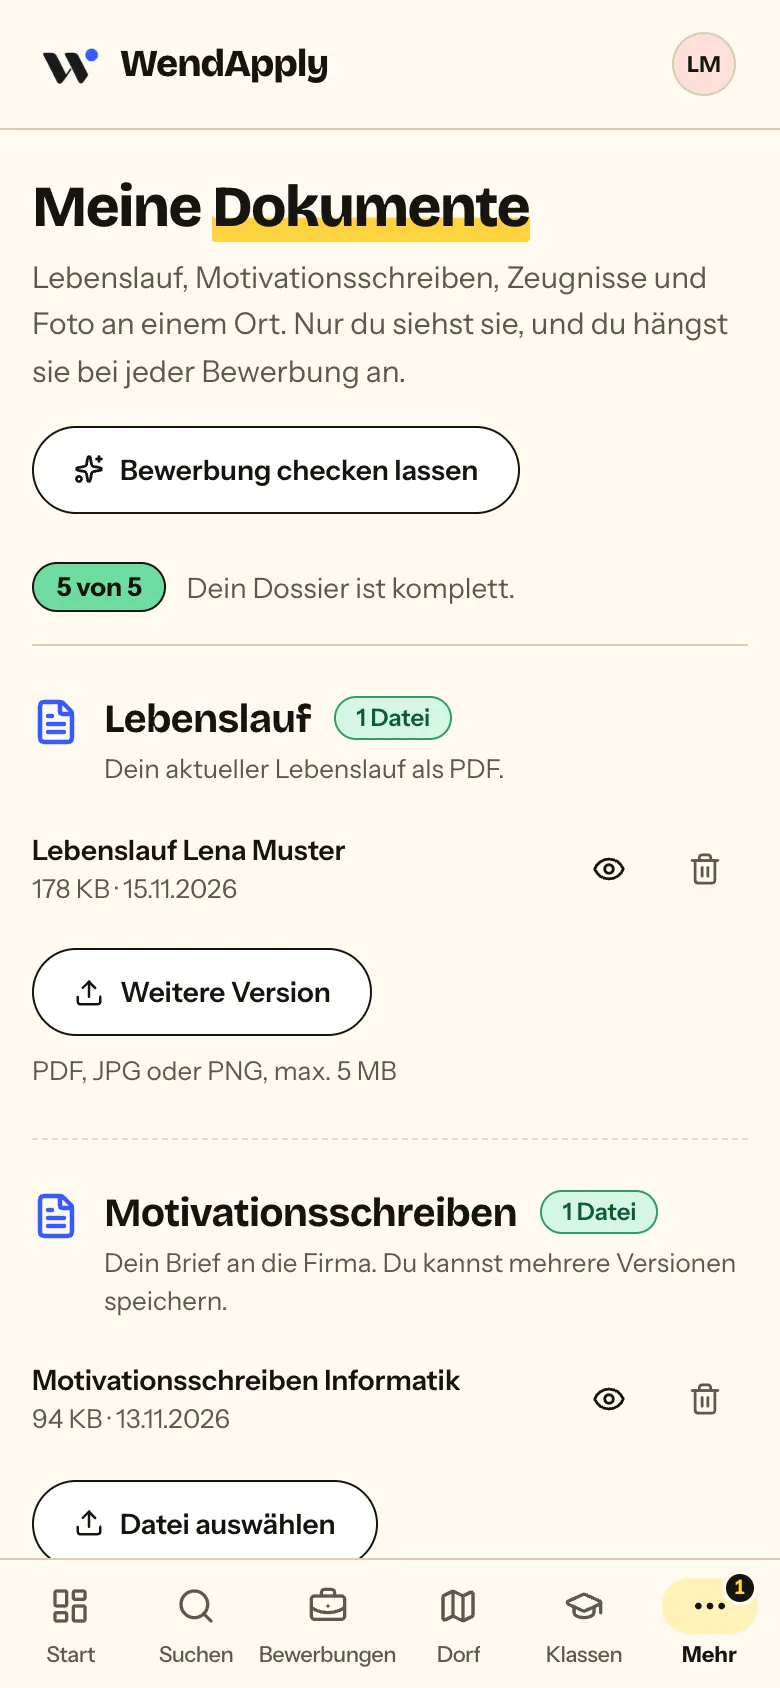 WendApply
LM
Meine Dokumente
Lebenslauf, Motivationsschreiben, Zeugnisse und
Foto an einem Ort. Nur du siehst sie, und du hängst
sie bei jeder Bewerbung an.
Bewerbung checken lassen
5 von 5
Dein Dossier ist komplett.
Lebenslauf
1 Datei
Dein aktueller Lebenslauf als PDF.
Lebenslauf Lena Muster
178 KB · 15.11.2026
Weitere Version
PDF, JPG oder PNG, max. 5 MB
Motivationsschreiben
1 Datei
Dein Brief an die Firma. Du kannst mehrere Versionen
speichern.
Motivationsschreiben Informatik
94 KB · 13.11.2026
Datei auswählen
1
Start
Suchen
Bewerbungen
Dorf
Klassen
Mehr